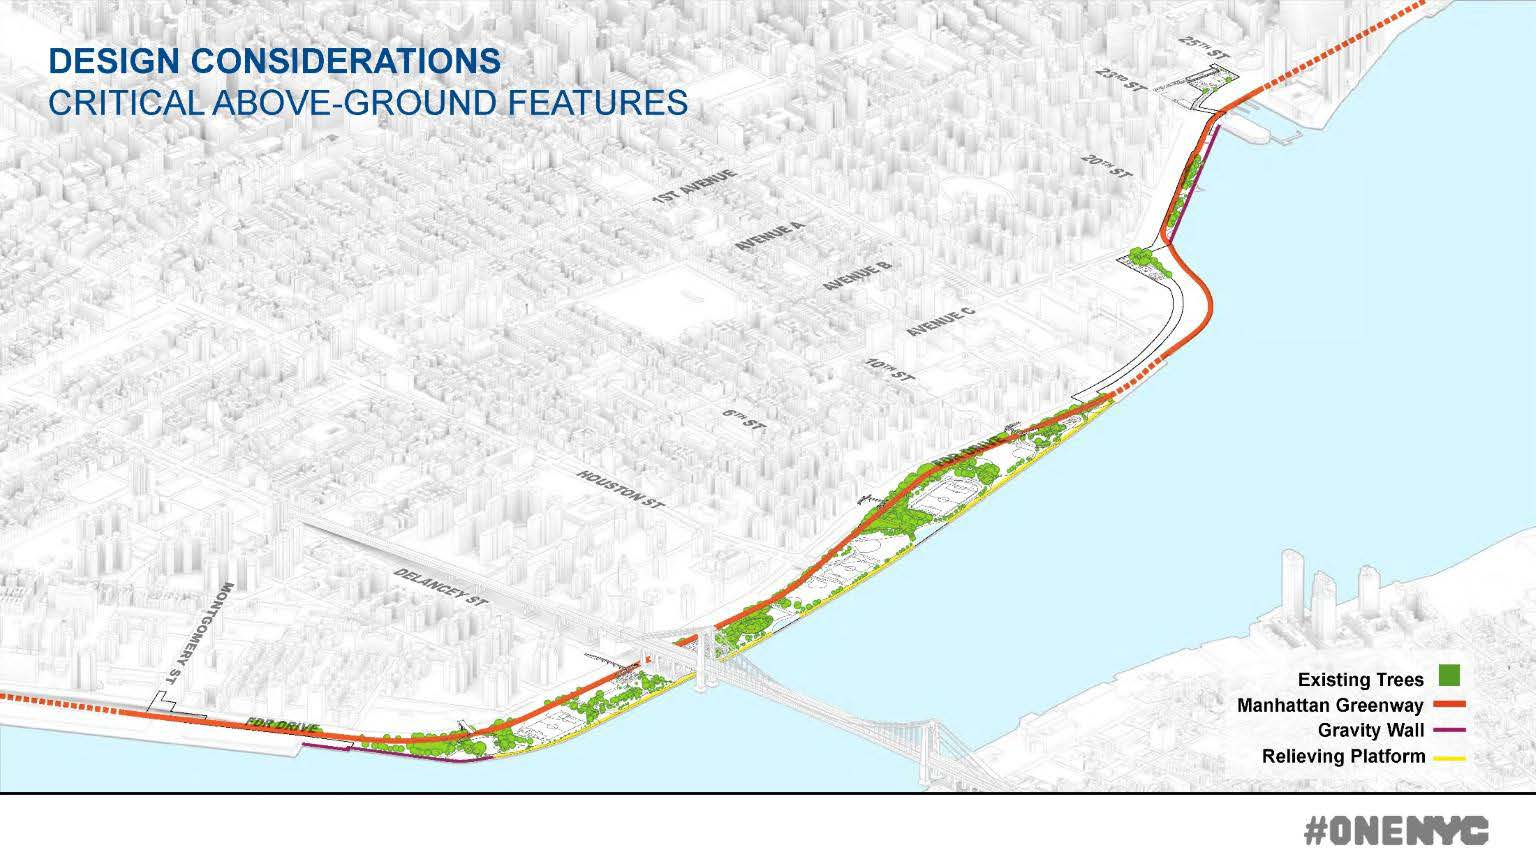 DESIGN CONSIDERATIONS
CRITICAL ABOVE-GROUND FEATURES
25TH ST
23RD ST
20TH ST
1ST AVENUE
AVENUE A
AVENUE B
AVENUE C
10TH ST
6TH ST
FDR DRIVE
HOUSTON ST
DELANCEY ST
MONTGOMERY ST
FDR DRIVE
Existing Trees
Manhattan Greenway
Gravity Wall
Relieving Platform
#ONENYC